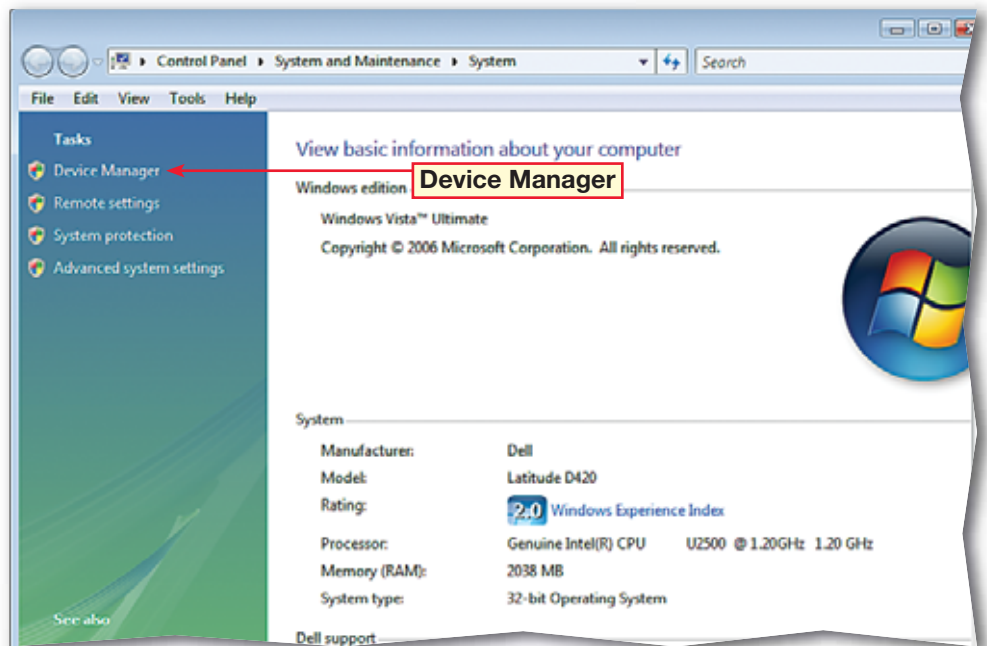 Control Panel System and Maintenance System
Search
File Edit View Tools Help
Tasks
Device Manager
Remote settings
System protection
Advanced system settings
See also
View basic information about your computer
Device Manager
Windows edition
Windows Vista™ Ultimate
Copyright © 2006 Microsoft Corporation. All rights reserved.
System
Manufacturer: Dell
Model: Latitude D420
Rating: 2.0 Windows Experience Index
Processor: Genuine Intel(R) CPU U2500 @ 1.20GHz 1.20 GHz
Memory (RAM): 2038 MB
System type: 32-bit Operating System
Dell support